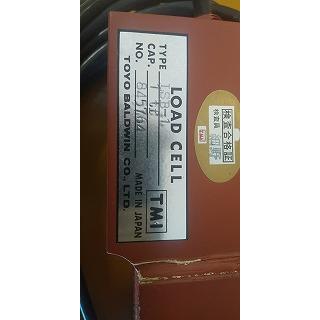 LOAD CELL
TYPE
CAP.
NO.
TMI
MADE IN JAPAN
TOYO BALDWIN CO., LTD.
検査合格証
検査員